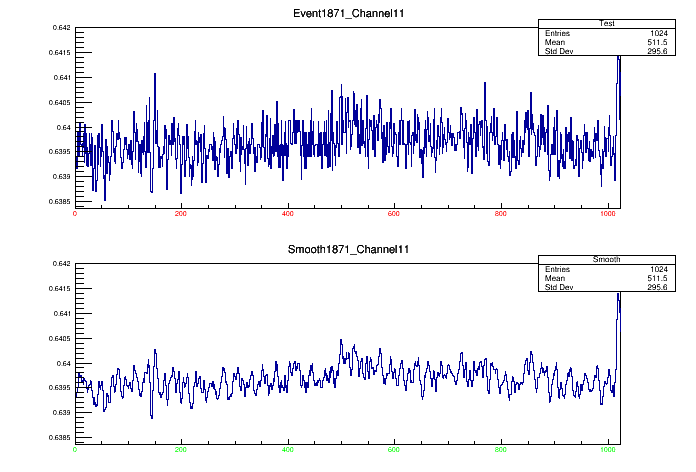 Event1871_Channel11
Test
Entries 1024
Mean 511.5
Std Dev 295.6
0.642
0.6415
0.641
0.6405
0.64
0.6395
0.639
0.6385
0 200 400 600 800 1000
Smooth1871_Channel11
Smooth
Entries 1024
Mean 511.5
Std Dev 295.6
0.642
0.6415
0.641
0.6405
0.64
0.6395
0.639
0.6385
0 200 400 600 800 1000